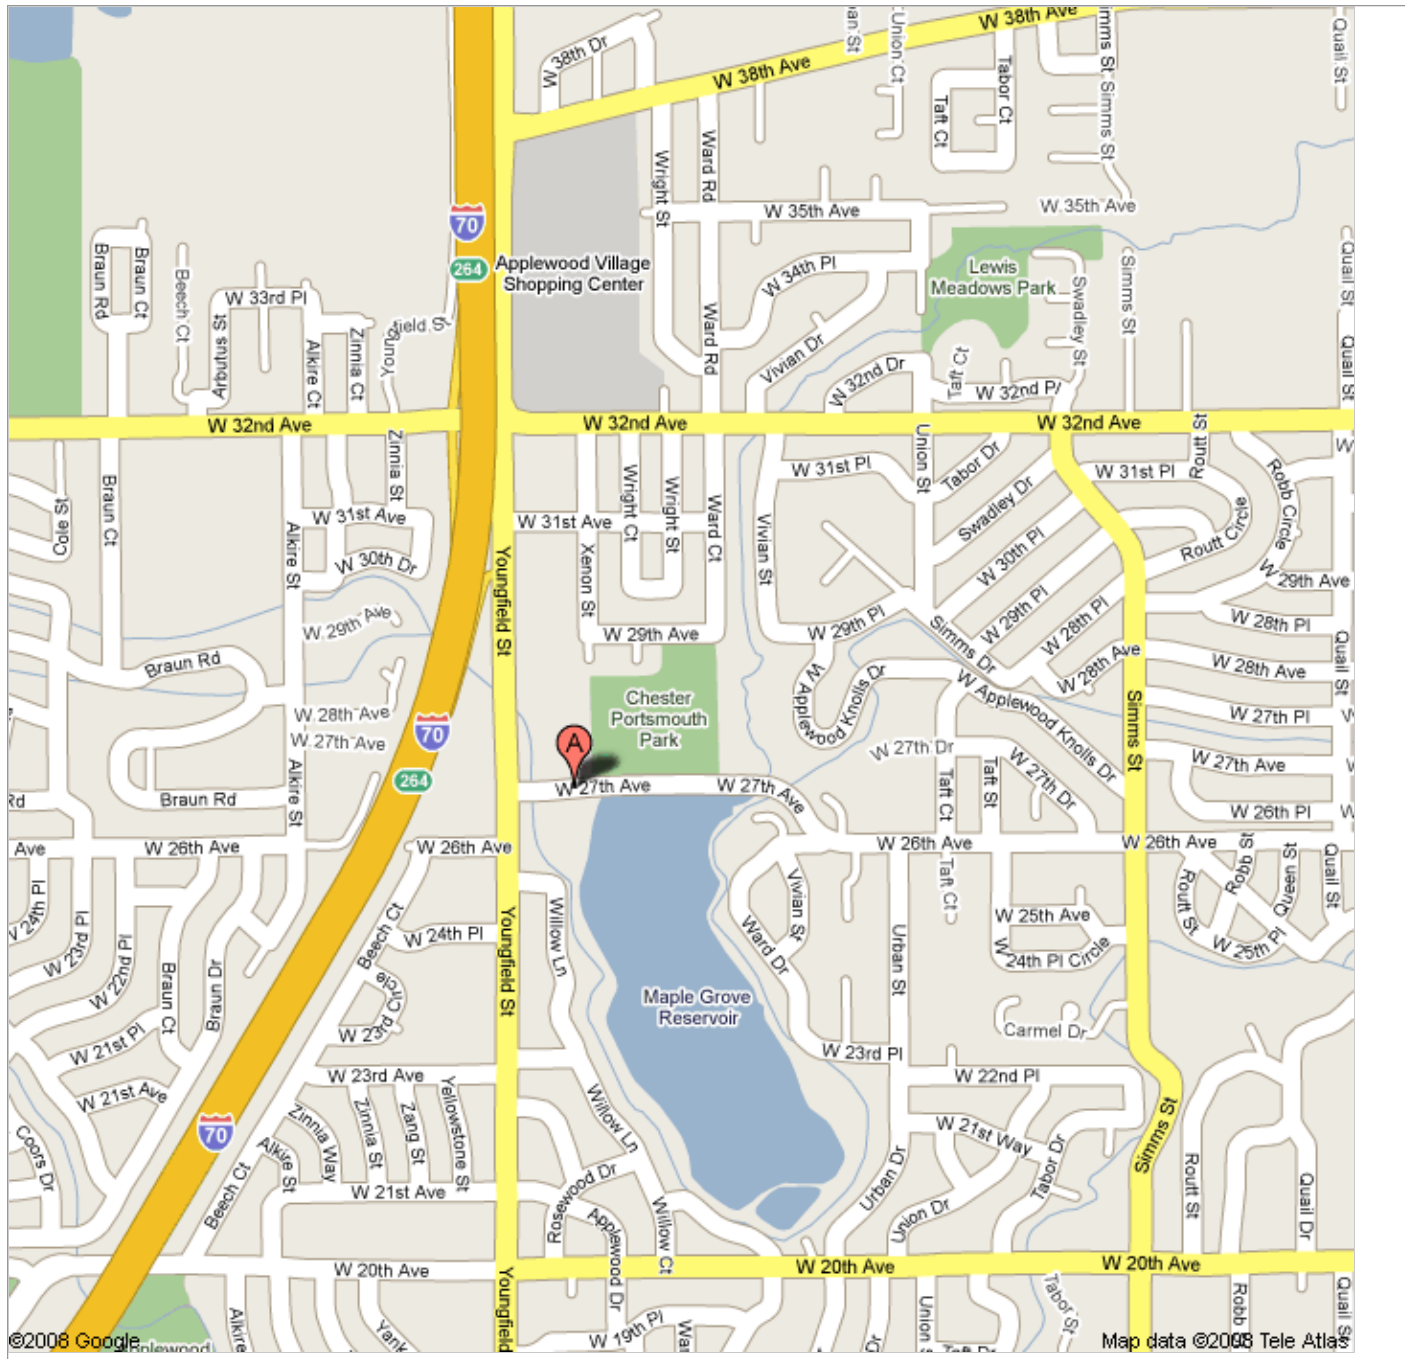 W 38th Ave
W 38th Dr
an St
Union Ct
W 38th Ave
Tabor Ct
Taft Ct
imms St
Simms St
Quail St
Wright St
Ward Rd
W 35th Ave
W 35th Ave
70
264
Applewood Village
Shopping Center
W 34th Pl
Lewis
Meadows Park
Braun Rd
Braun Ct
Beech Ct
W 33rd Pl
Arbutus St
Alkire Ct
Zinnia Ct
Young
field S
Ward Rd
Vivian Dr
W 32nd Dr
Taft Ct
W 32nd Pl
Swadley St
Simms St
Quail St
Quail St
W 32nd Ave
W 32nd Ave
W 32nd Ave
Cole St
Braun Ct
Alkire St
Zinnia St
W 31st Ave
W 30th Dr
W 31st Ave
Xenon St
Wright Ct
Wright St
Ward Ct
Vivian St
W 31st Pl
Union St
Tabor Dr
Swadley Dr
W 30th Pl
W 29th Pl
W 28th Pl
W 28th Ave
W 31st Pl
Routt St
Routt Circle
Robb Circle
W
W 29th Ave
W 28th Pl
W 28th Ave
W 27th Pl
W 27th Ave
W 26th Pl
Quail St
W
W
Youngfield St
W 29th Ave
W 29th Ave
W 29th Pl
Simms Dr
Braun Rd
W 28th Ave
W 27th Ave
Chester
Portsmouth
Park
W Applewood Knolls Dr
W Applewood Knolls Dr
Simms St
70
264
A
W 27th Ave
W 27th Ave
W 27th Dr
Taft Ct
Taft St
W 27th Dr
Rd
Braun Rd
Alkire St
Ave
W 26th Ave
W 26th Ave
W 26th Ave
W 26th Ave
W 24th Pl
W 23rd Pl
W 22nd Pl
W 21st Pl
W 21st Ave
Braun Ct
Braun Dr
Beech Ct
W 24th Pl
W 23rd Circle
Youngfield St
Willow Ln
Vivian St
Ward Dr
Taft Ct
Urban St
W 25th Ave
W 24th Pl Circle
Carmel Dr
Routt St
Robb St
Queen St
Quail St
W 25th Pl
Maple Grove
Reservoir
W 23rd Pl
W 22nd Pl
W 23rd Ave
Zinnia Way
Zinnia St
Zang St
Yellowstone St
Willow Ln
W 21st Way
Simms St
70
Coors Dr
Alkire St
Beech Ct
W 21st Ave
Rosewood Dr
Applewood Dr
Willow Ct
Urban Dr
Union Dr
Tabor Dr
Routt St
Quail Dr
W 20th Ave
W 20th Ave
W 20th Ave
Youngfield
Alkire
Yank
W 19th Pl
Wa
Dr
Union
Tabor St
Robb S
Quail St
©2008 Google
pplewood
Map data ©2008 Tele Atlas